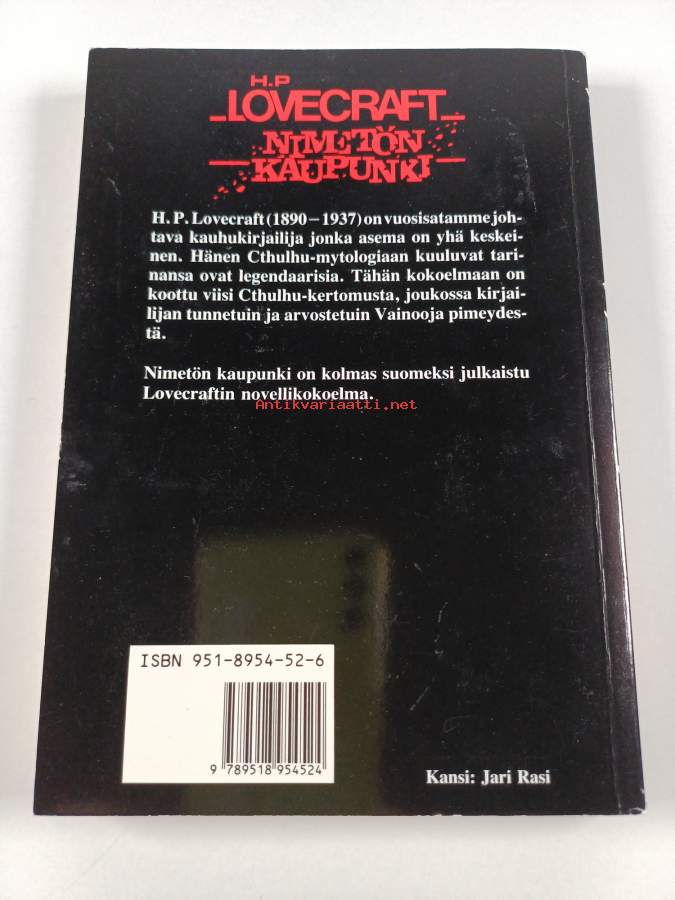 H.P
LOVECRAFT
NIMETÖN
KAUPUNKI
H. P. Lovecraft (1890–1937) on vuosisatamme joh-
tava kauhukirjailija jonka asema on yhä keskei-
nen. Hänen Cthulhu-mytologiaan kuuluvat tari-
nansa ovat legendaarisia. Tähän kokoelmaan on
koottu viisi Cthulhu-kertomusta, joukossa kirjai-
lijan tunnetuin ja arvostetuin Vainooja pimeydes-
tä.
Nimetön kaupunki on kolmas suomeksi julkaistu
Lovecraftin novellikokoelma.
Antikvariaatti.net
ISBN 951-8954-52-6
9 789518 954524
Kansi: Jari Rasi